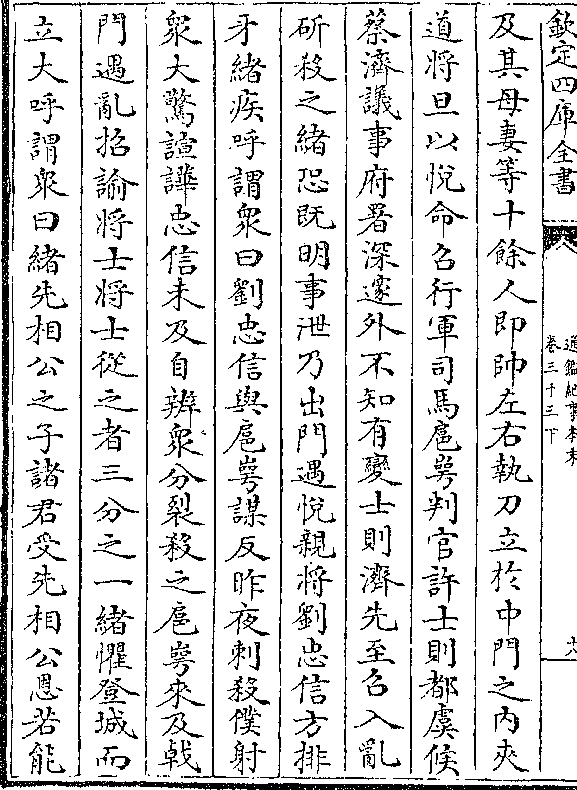 欽定四庫全書
通鑑紀事本末
卷三十三下
十六
及其母妻等十餘人即帥左右執刀立於中門之內夾
道將旦以悅命召行軍司馬扈崿判官許士則都虞候
蔡濟議事府署深邃外不知有變士則濟先至召入亂
斫殺之緒恐既明事泄乃出門遇悅親將劉忠信方排
牙緒疾呼謂衆曰劉忠信與扈崿謀反昨夜刺殺僕射
衆大驚諠譁忠信未及自辨衆分裂殺之扈崿來及戟
門遇亂招諭將士將士從之者三分之一緒懼登城而
立大呼謂衆曰緒先相公之子諸君受先相公恩若能